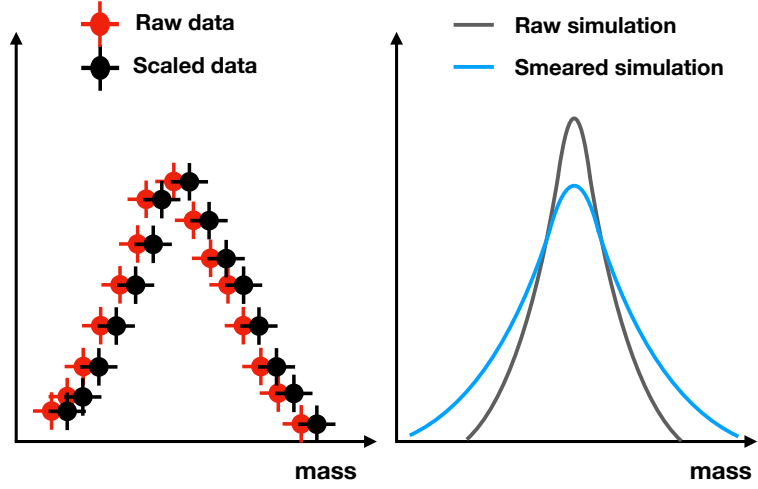 Raw data
Scaled data
mass
Raw simulation
Smeared simulation
mass